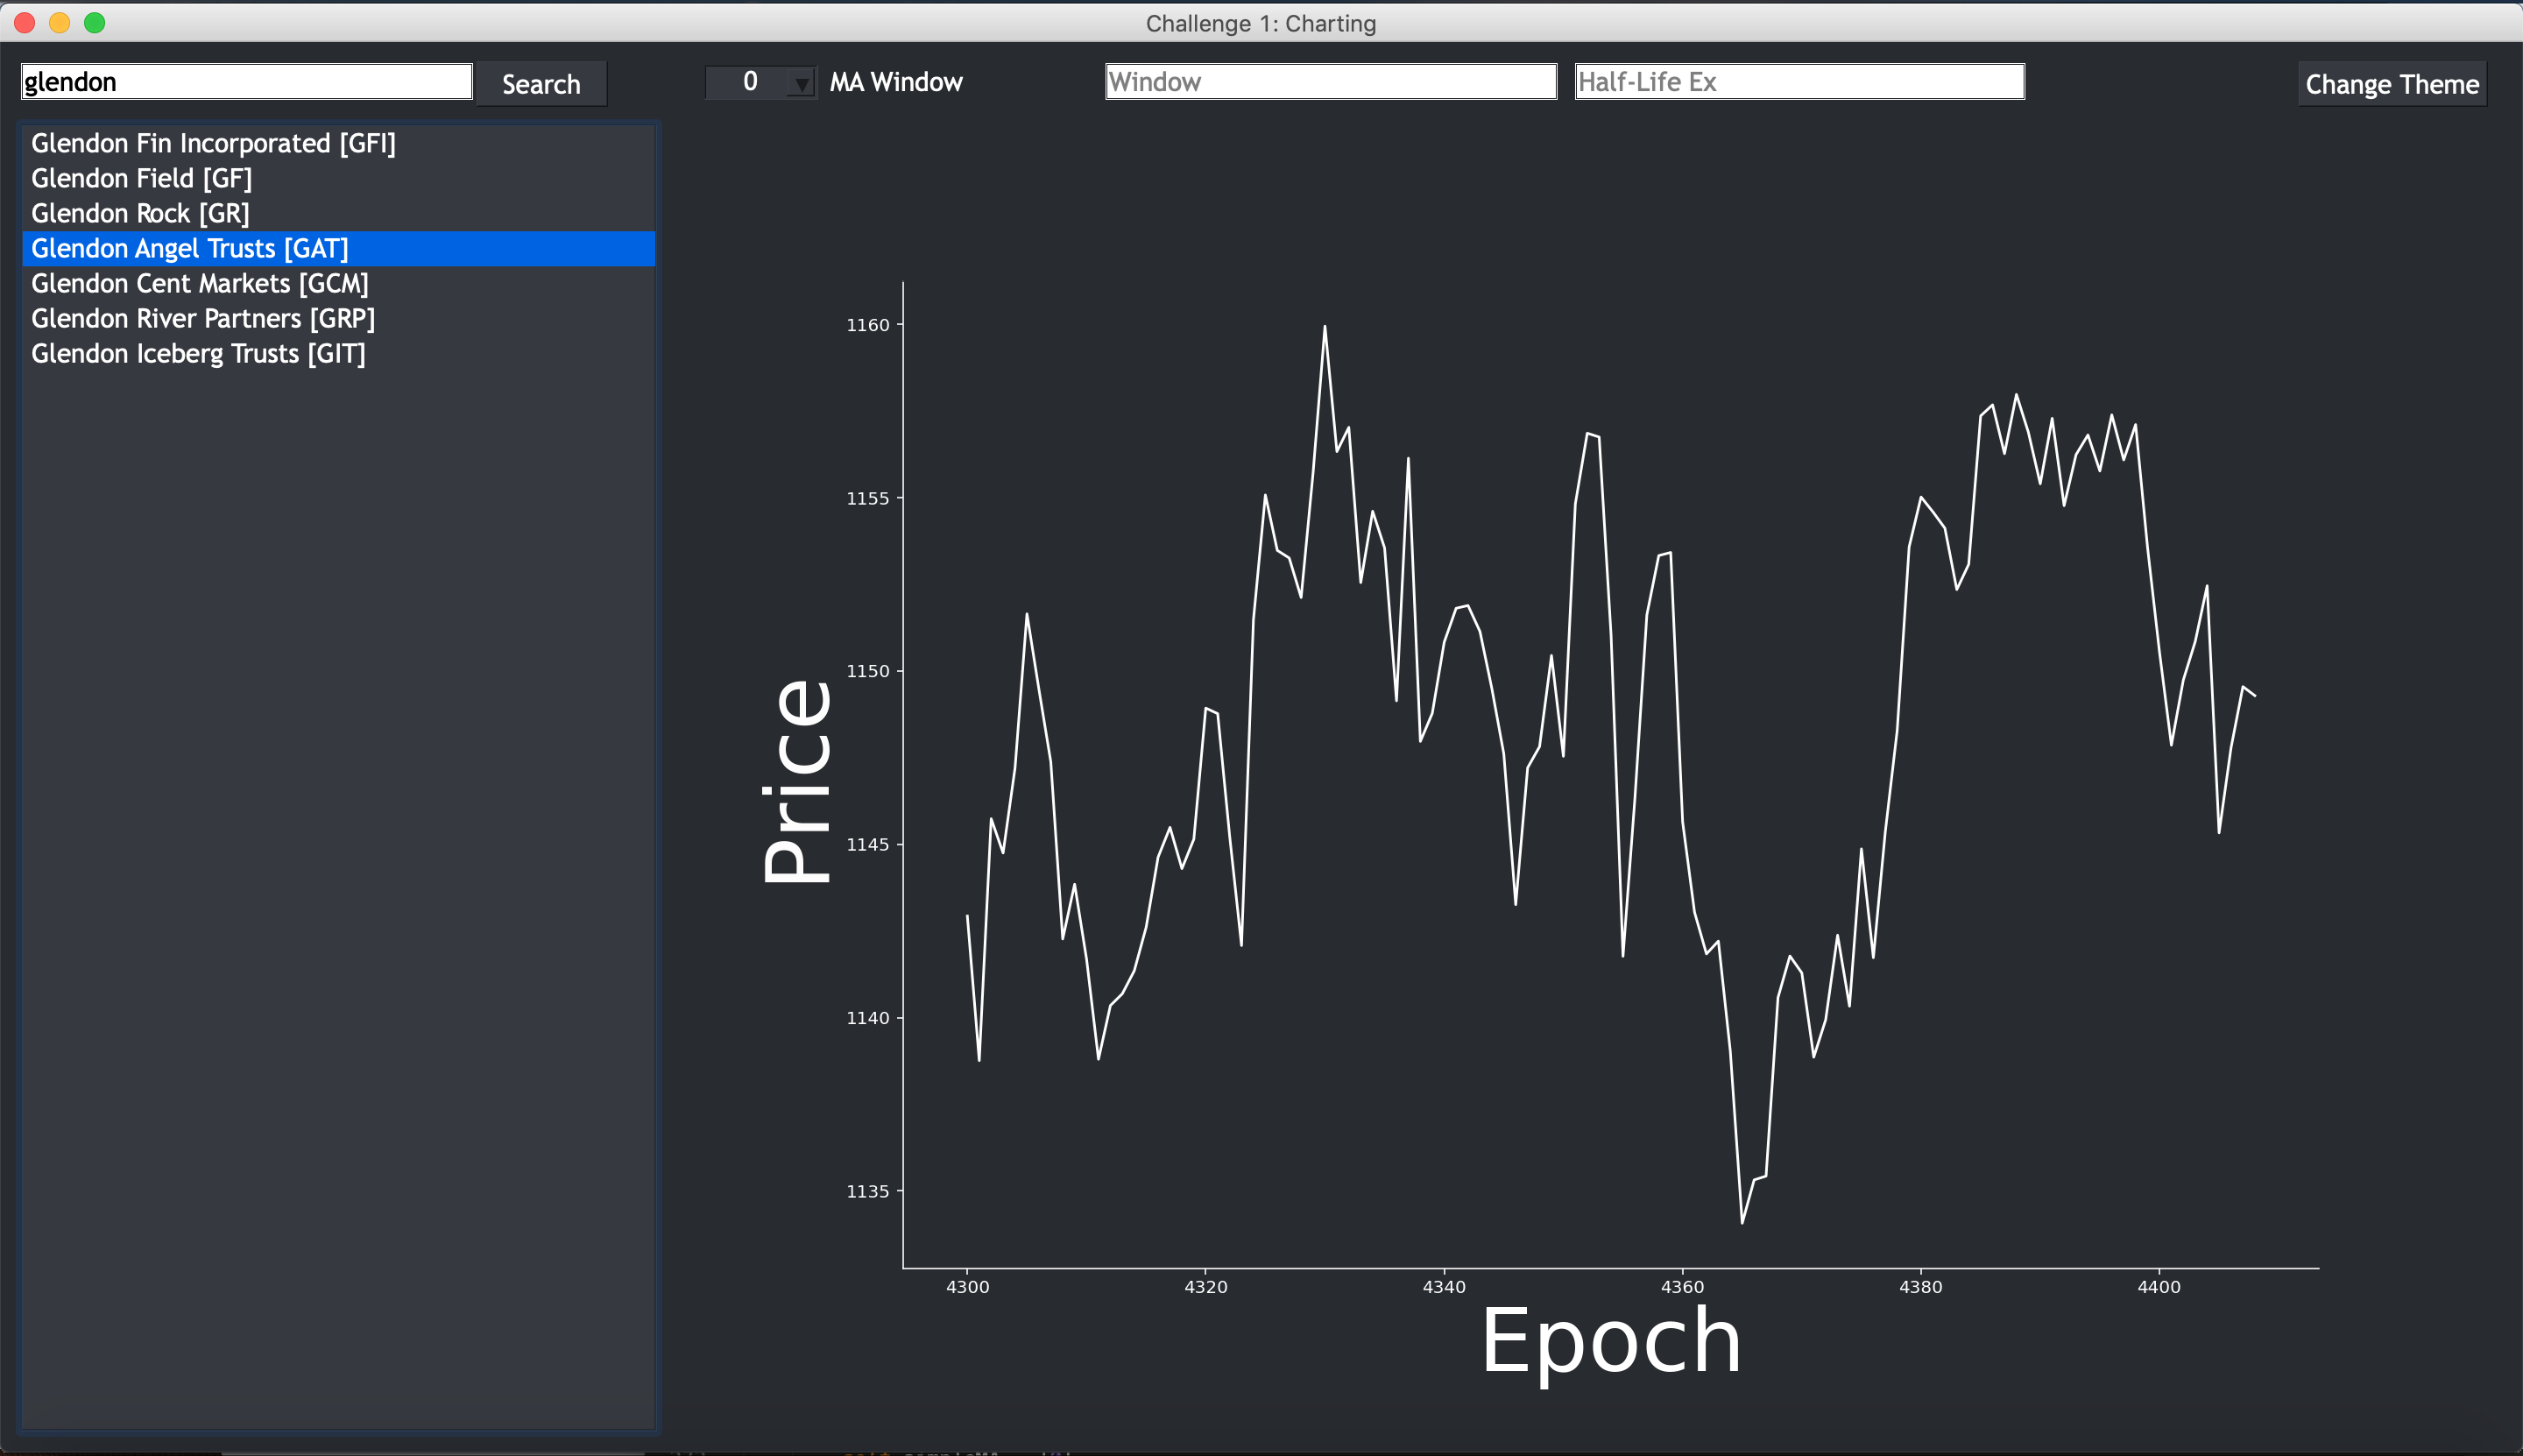 Challenge 1: Charting
glendon
Search
0
MA Window
Window
Half-Life Ex
Change Theme
Glendon Fin Incorporated [GFI]
Glendon Field [GF]
Glendon Rock [GR]
Glendon Angel Trusts [GAT]
Glendon Cent Markets [GCM]
Glendon River Partners [GRP]
Glendon Iceberg Trusts [GIT]
Price
1160
1155
1150
1145
1140
1135
4300 4320 4340 4360 4380 4400
Epoch